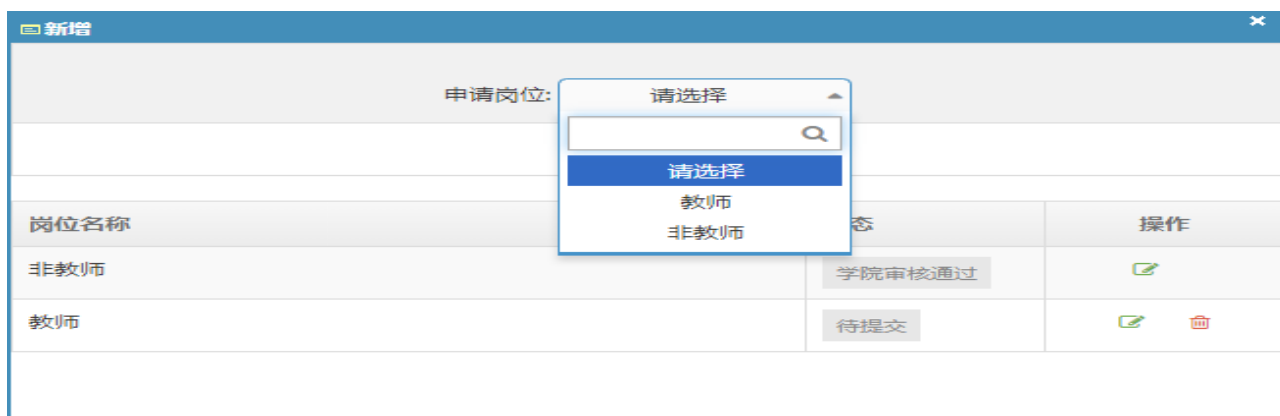 新增
申请岗位: 请选择
请选择
教师
非教师
岗位名称 态 操作
非教师 学院审核通过
教师 待提交